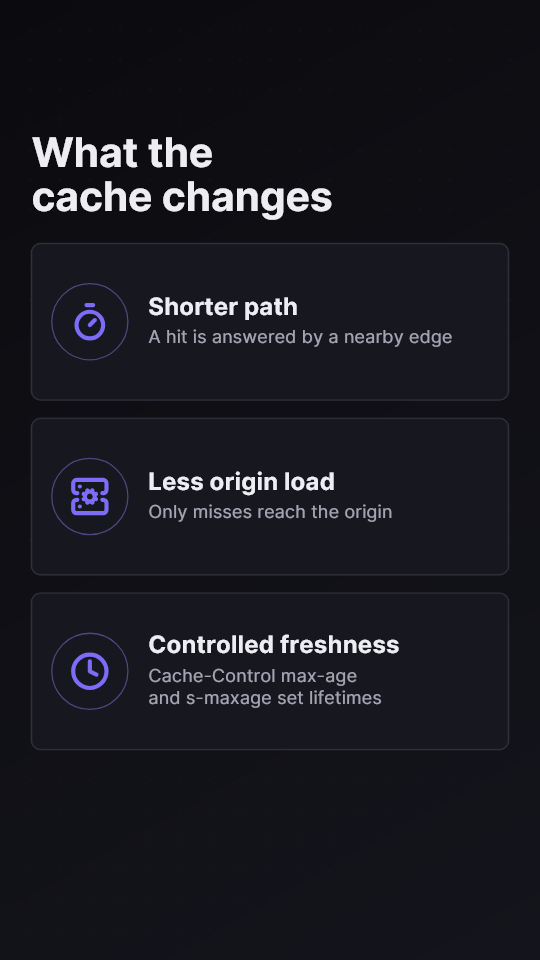 What the
cache changes
Shorter path
A hit is answered by a nearby edge
Less origin load
Only misses reach the origin
Controlled freshness
Cache-Control max-age
and s-maxage set lifetimes